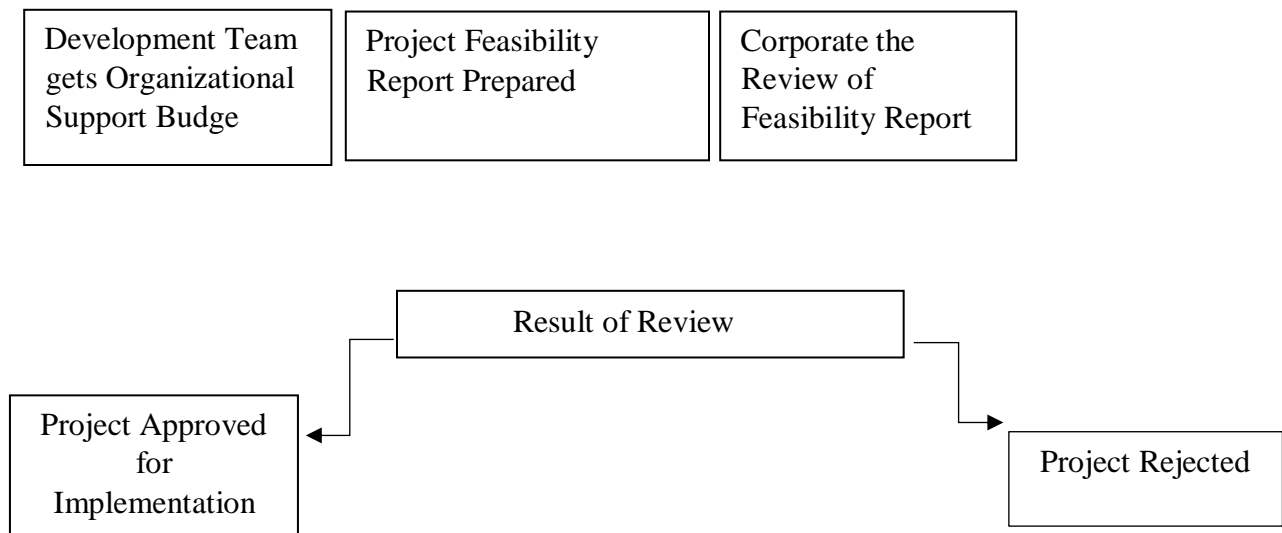 Development Team
gets Organizational
Support Budge
Project Feasibility
Report Prepared
Corporate the
Review of
Feasibility Report
Result of Review
Project Approved
for
Implementation
Project Rejected